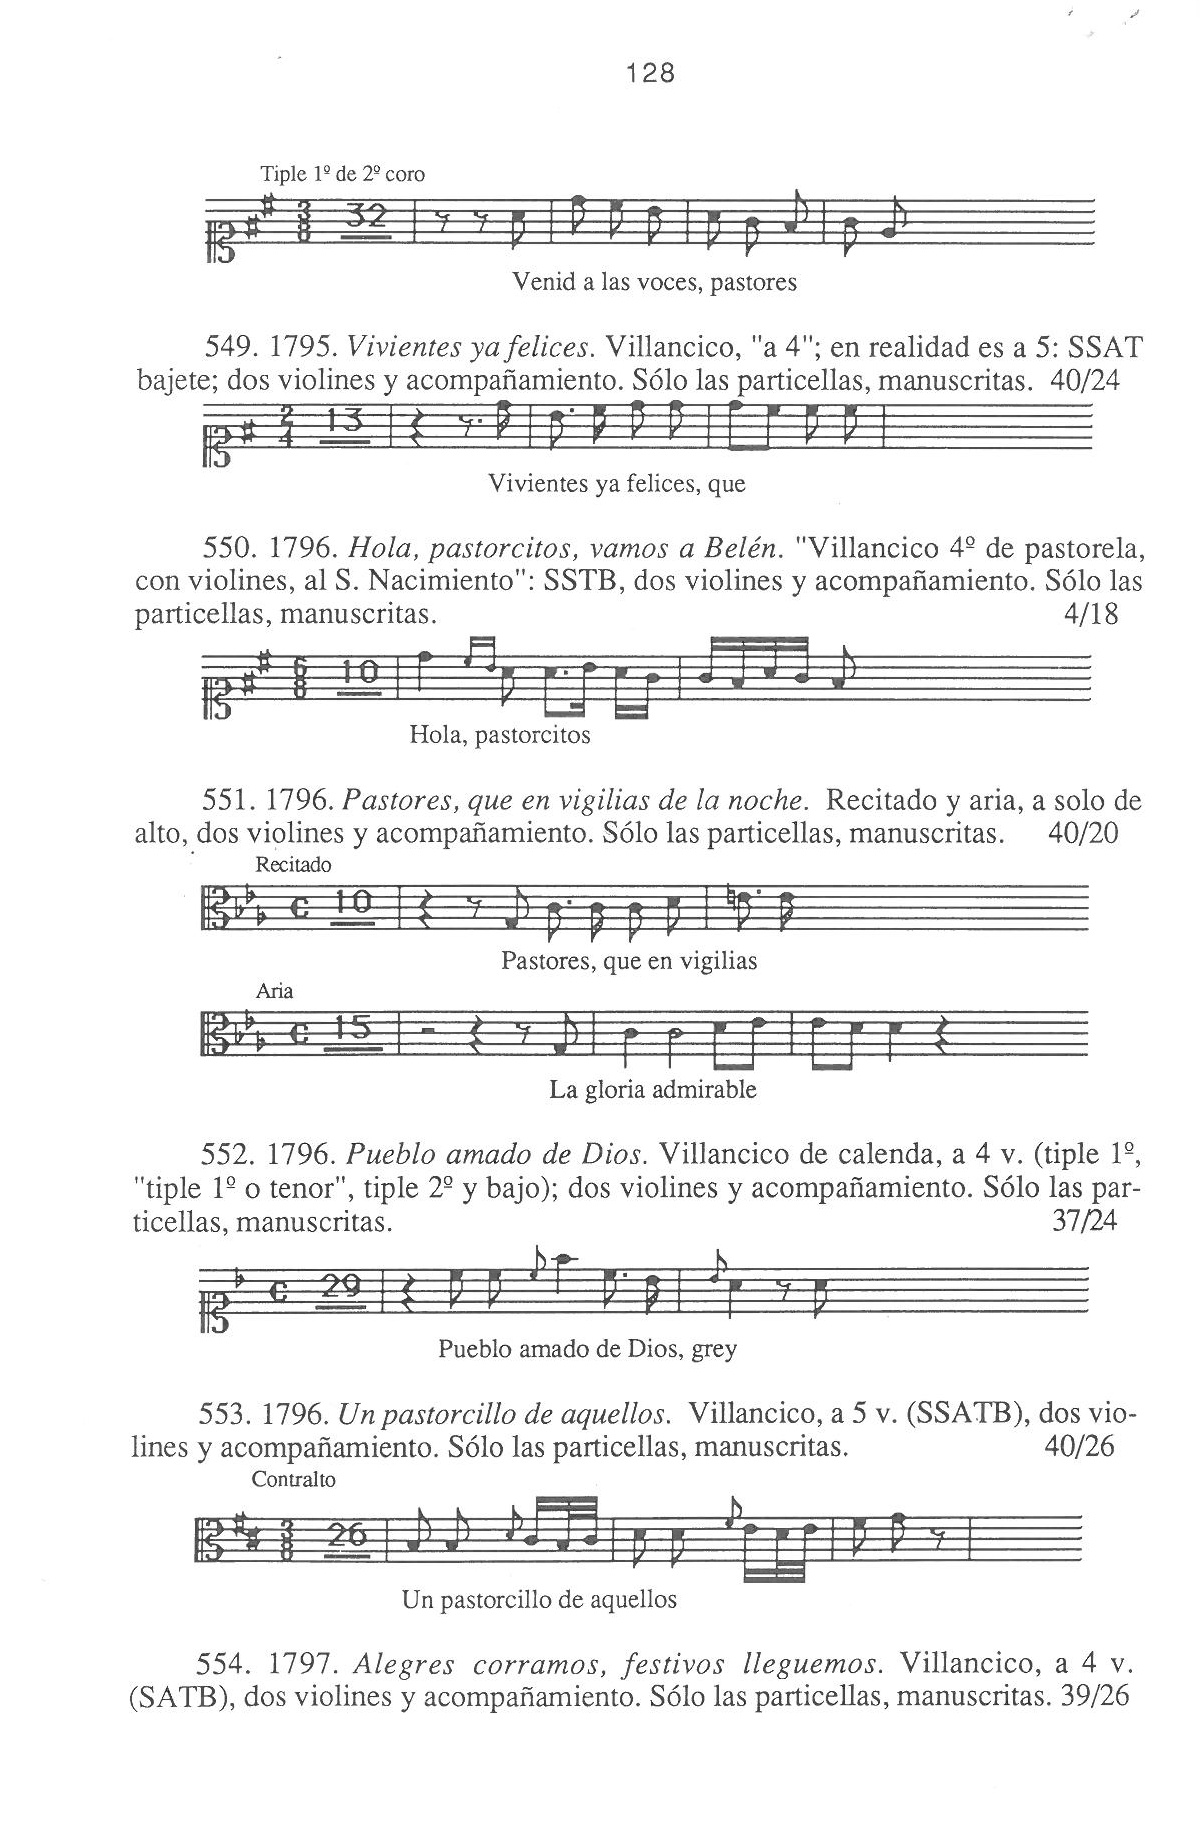 128
Tiple 1º de 2º coro
3
8
32
Venid a las voces, pastores
549. 1795. Vivientes ya felices. Villancico, "a 4"; en realidad es a 5: SSAT
bajete; dos violines y acompañamiento. Sólo las particellas, manuscritas. 40/24
2
4
13
Vivientes ya felices, que
550. 1796. Hola, pastorcitos, vamos a Belén. "Villancico 4º de pastorela,
con violines, al S. Nacimiento": SSTB, dos violines y acompañamiento. Sólo las
particellas, manuscritas. 4/18
6
8
10
Hola, pastorcitos
551. 1796. Pastores, que en vigilias de la noche. Recitado y aria, a solo de
alto, dos violines y acompañamiento. Sólo las particellas, manuscritas. 40/20
Recitado
10
Pastores, que en vigilias
Aria
15
La gloria admirable
552. 1796. Pueblo amado de Dios. Villancico de calenda, a 4 v. (tiple 1º,
"tiple 1º o tenor", tiple 2º y bajo); dos violines y acompañamiento. Sólo las par-
ticellas, manuscritas. 37/24
29
Pueblo amado de Dios, grey
553. 1796. Un pastorcillo de aquellos. Villancico, a 5 v. (SSATB), dos vio-
lines y acompañamiento. Sólo las particellas, manuscritas. 40/26
Contralto
3
8
26
Un pastorcillo de aquellos
554. 1797. Alegres corramos, festivos lleguemos. Villancico, a 4 v.
(SATB), dos violines y acompañamiento. Sólo las particellas, manuscritas. 39/26